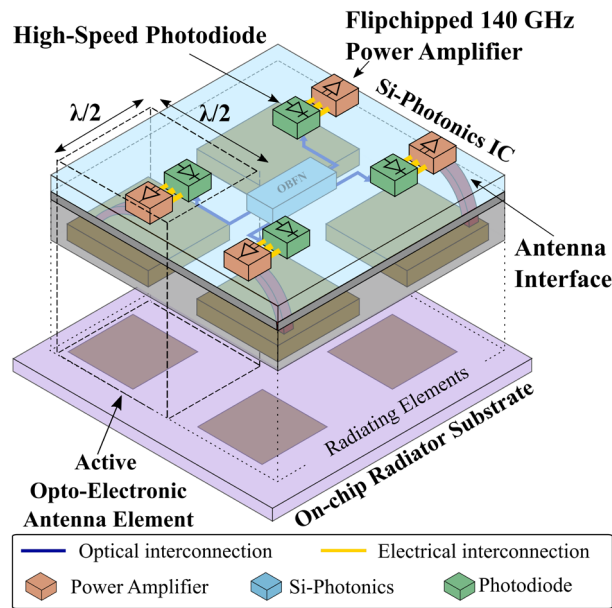 High-Speed Photodiode
Flipchipped 140 GHz
Power Amplifier
Si-Photonics IC
λ/2
λ/2
OBFN
Antenna
Interface
Radiating Elements
On-chip Radiator Substrate
Active
Opto-Electronic
Antenna Element
Optical interconnection
Electrical interconnection
Power Amplifier
Si-Photonics
Photodiode